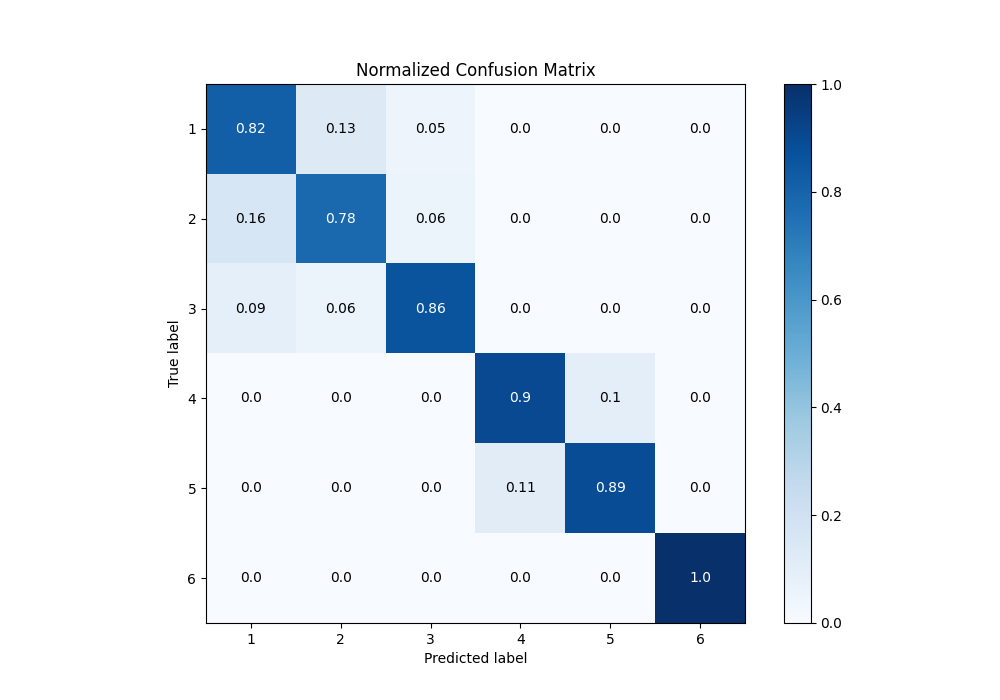 Normalized Confusion Matrix
True label
1 0.82 0.13 0.05 0.0 0.0 0.0
2 0.16 0.78 0.06 0.0 0.0 0.0
3 0.09 0.06 0.86 0.0 0.0 0.0
4 0.0 0.0 0.0 0.9 0.1 0.0
5 0.0 0.0 0.0 0.11 0.89 0.0
6 0.0 0.0 0.0 0.0 0.0 1.0
1 2 3 4 5 6
Predicted label
1.0
0.8
0.6
0.4
0.2
0.0